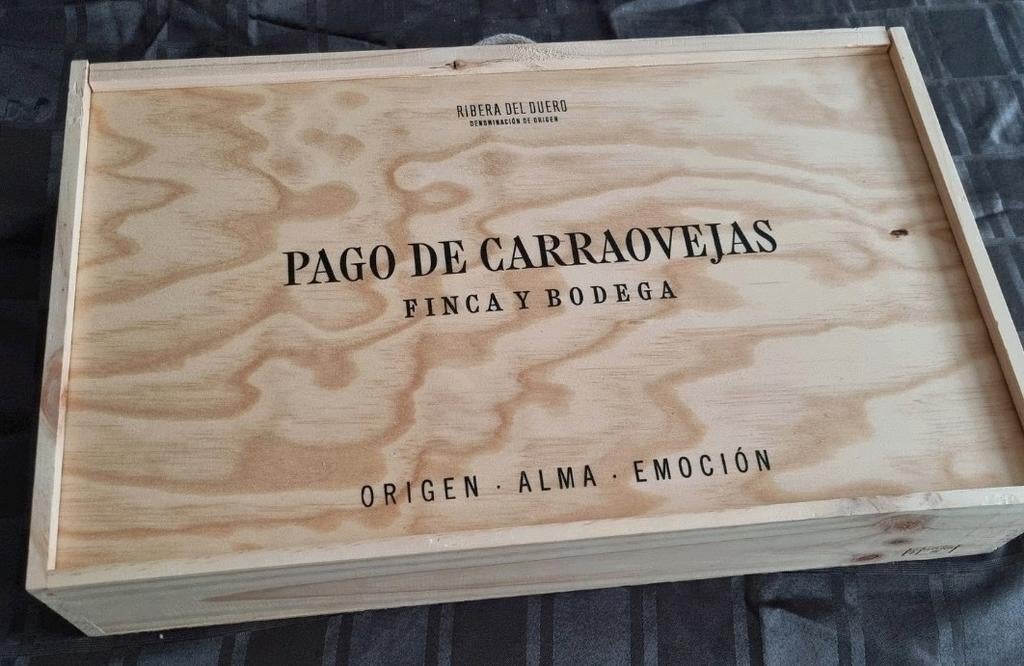 RIBERA DEL DUERO
DENOMINACIÓN DE ORIGEN
PAGO DE CARRAOVEJAS
FINCA Y BODEGA
ORIGEN · ALMA · EMOCIÓN